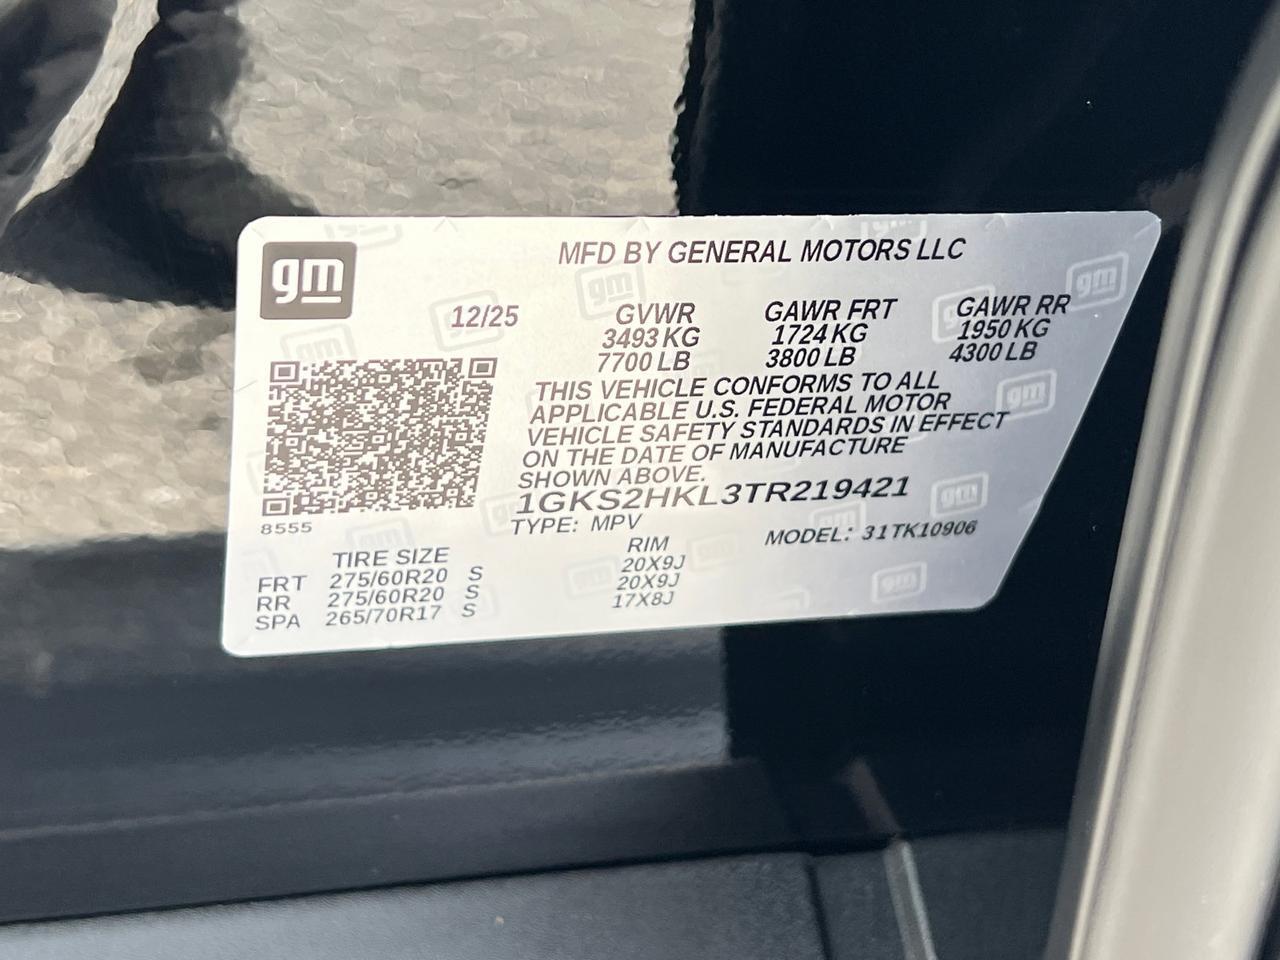 gm
MFD BY GENERAL MOTORS LLC
12/25 GVWR GAWR FRT GAWR RR
3493 KG 1724 KG 1950 KG
7700 LB 3800 LB 4300 LB
THIS VEHICLE CONFORMS TO ALL
APPLICABLE U.S. FEDERAL MOTOR
VEHICLE SAFETY STANDARDS IN EFFECT
ON THE DATE OF MANUFACTURE
SHOWN ABOVE.
1GKS2HKL3TR219421
8555
TYPE: MPV MODEL: 31TK10906
TIRE SIZE RIM
FRT 275/60R20 S 20X9J
RR 275/60R20 S 20X9J
SPA 265/70R17 S 17X8J